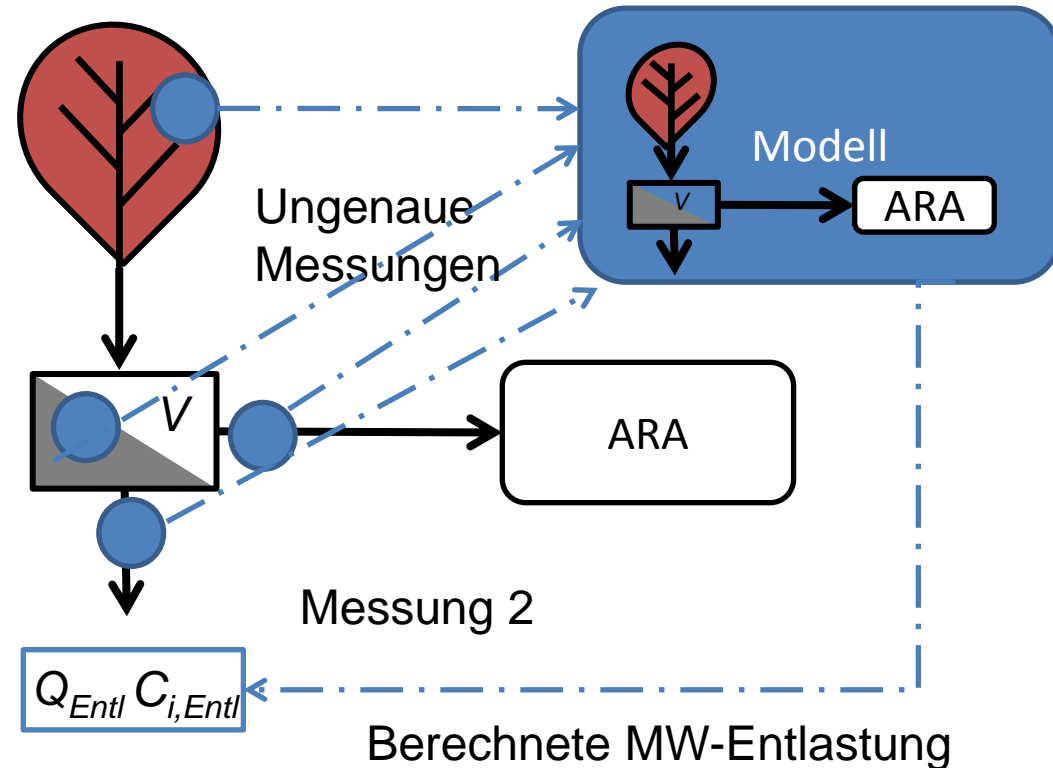 Modell
V
ARA
Ungenaue
Messungen
V
ARA
Messung 2
Q_Entl C_i,Entl
Berechnete MW-Entlastung